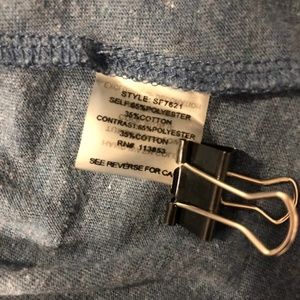 STYLE: SF7621
SELF:65%POLYESTER
35%COTTON
CONTRAST:65%POLYESTER
35%COTTON
RN# 113853
SEE REVERSE FOR CA